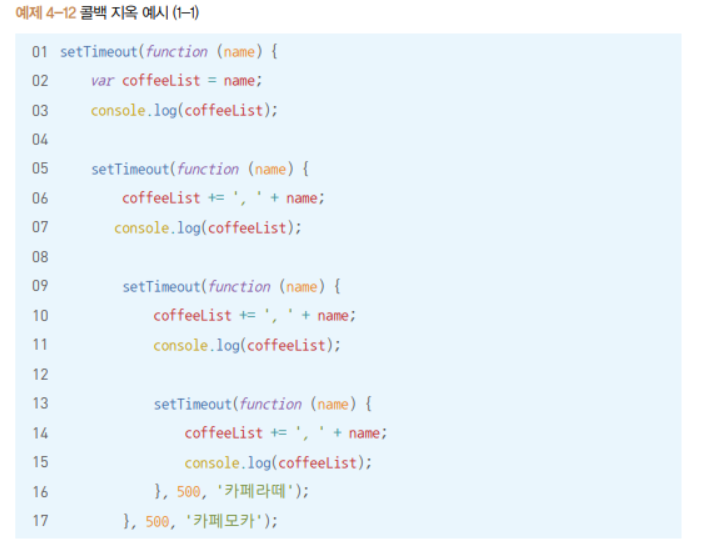 예제 4-12 콜백 지옥 예시 (1-1)
01 setTimeout(function (name) {
02     var coffeeList = name;
03     console.log(coffeeList);
04
05     setTimeout(function (name) {
06         coffeeList += ', ' + name;
07        console.log(coffeeList);
08
09         setTimeout(function (name) {
10             coffeeList += ', ' + name;
11             console.log(coffeeList);
12
13             setTimeout(function (name) {
14                 coffeeList += ', ' + name;
15                 console.log(coffeeList);
16             }, 500, '카페라떼');
17         }, 500, '카페모카');